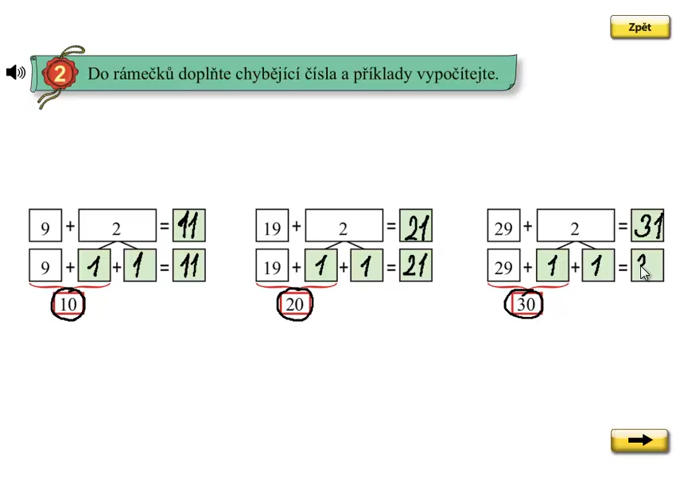 Zpět
2 Do rámečků doplňte chybějící čísla a příklady vypočítejte.
9 + 2 = 11
9 + 1 + 1 = 11
10
19 + 2 = 21
19 + 1 + 1 = 21
20
29 + 2 = 31
29 + 1 + 1 =
30